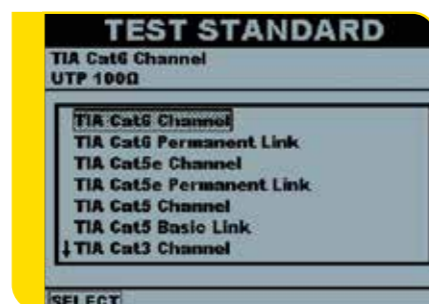 TEST STANDARD
TIA Cat6 Channel
UTP 100Ω
TIA Cat6 Channel
TIA Cat6 Permanent Link
TIA Cat5e Channel
TIA Cat5e Permanent Link
TIA Cat5 Channel
TIA Cat5 Basic Link
↓TIA Cat3 Channel
SELECT